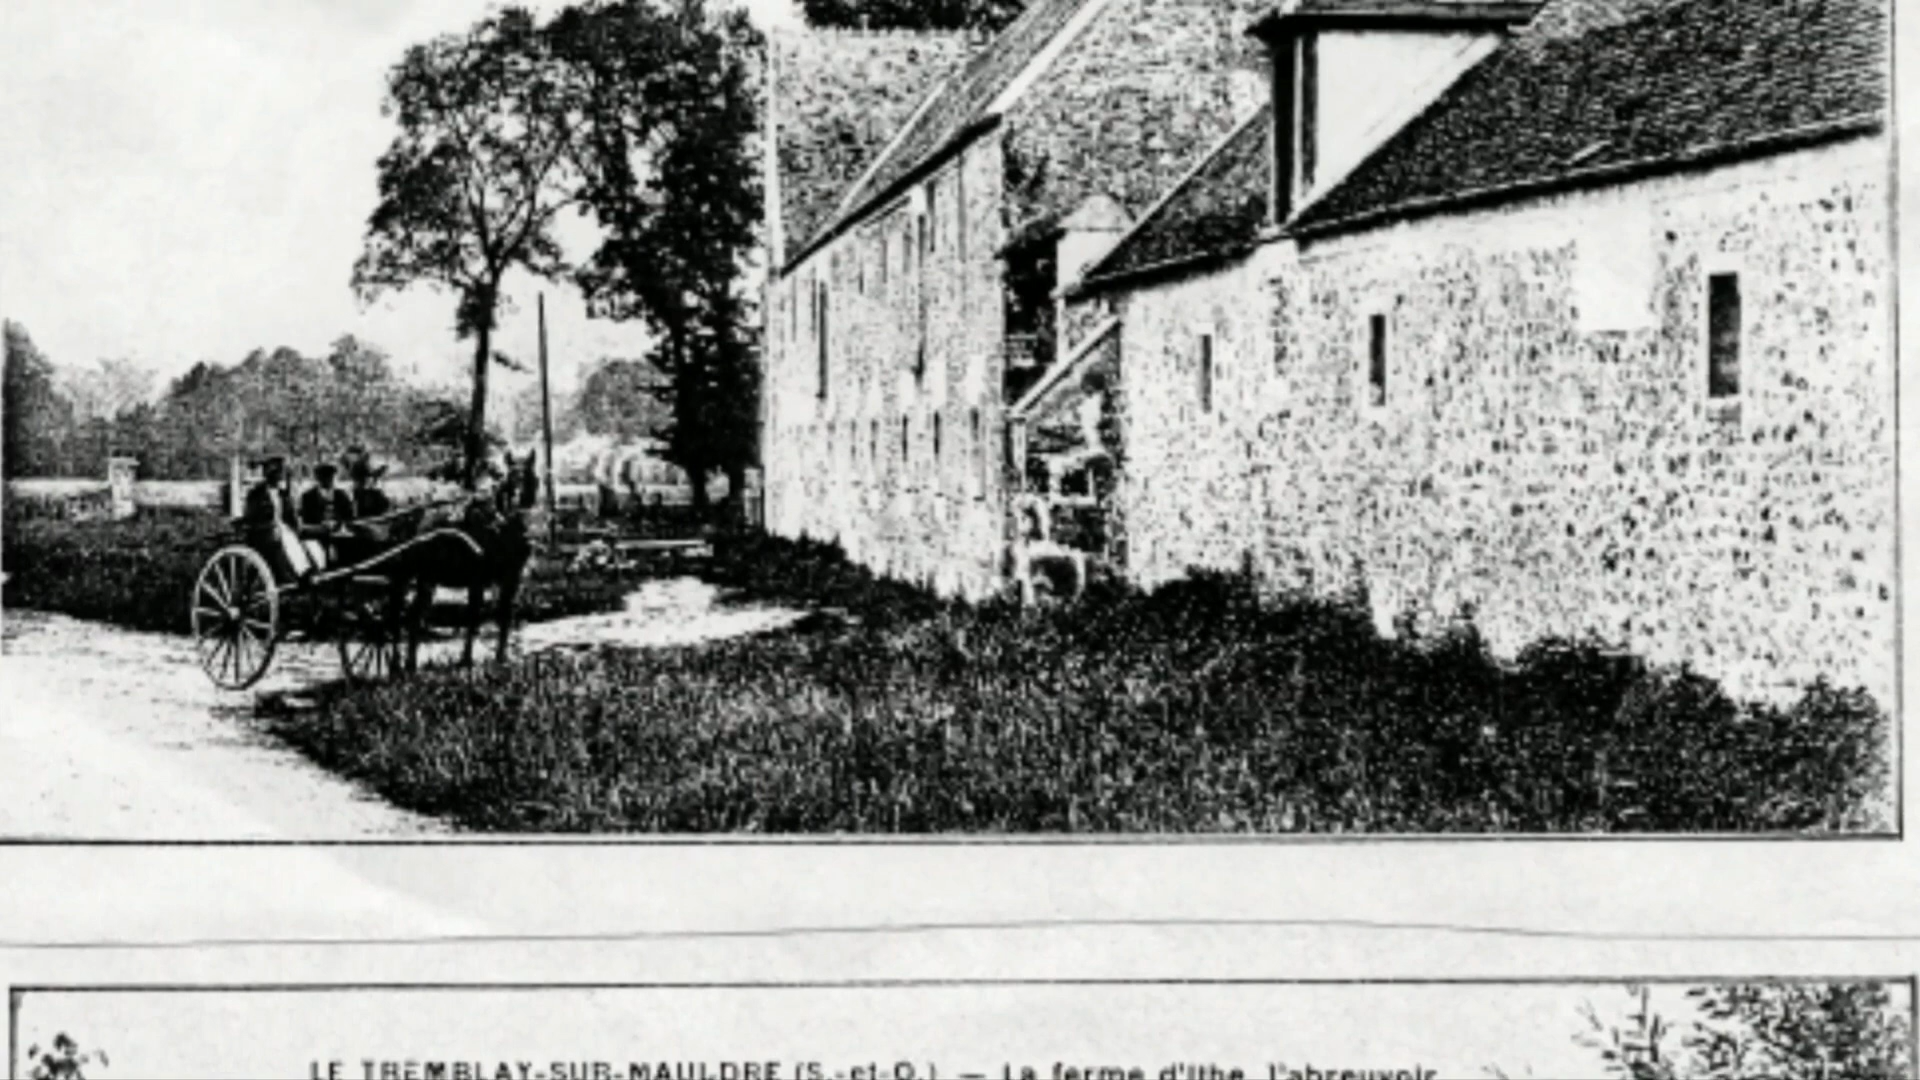 LE TREMBLAY-SUR-MAULDRE (S.-et-O.) — La ferme d'Ithe, l'abreuvoir